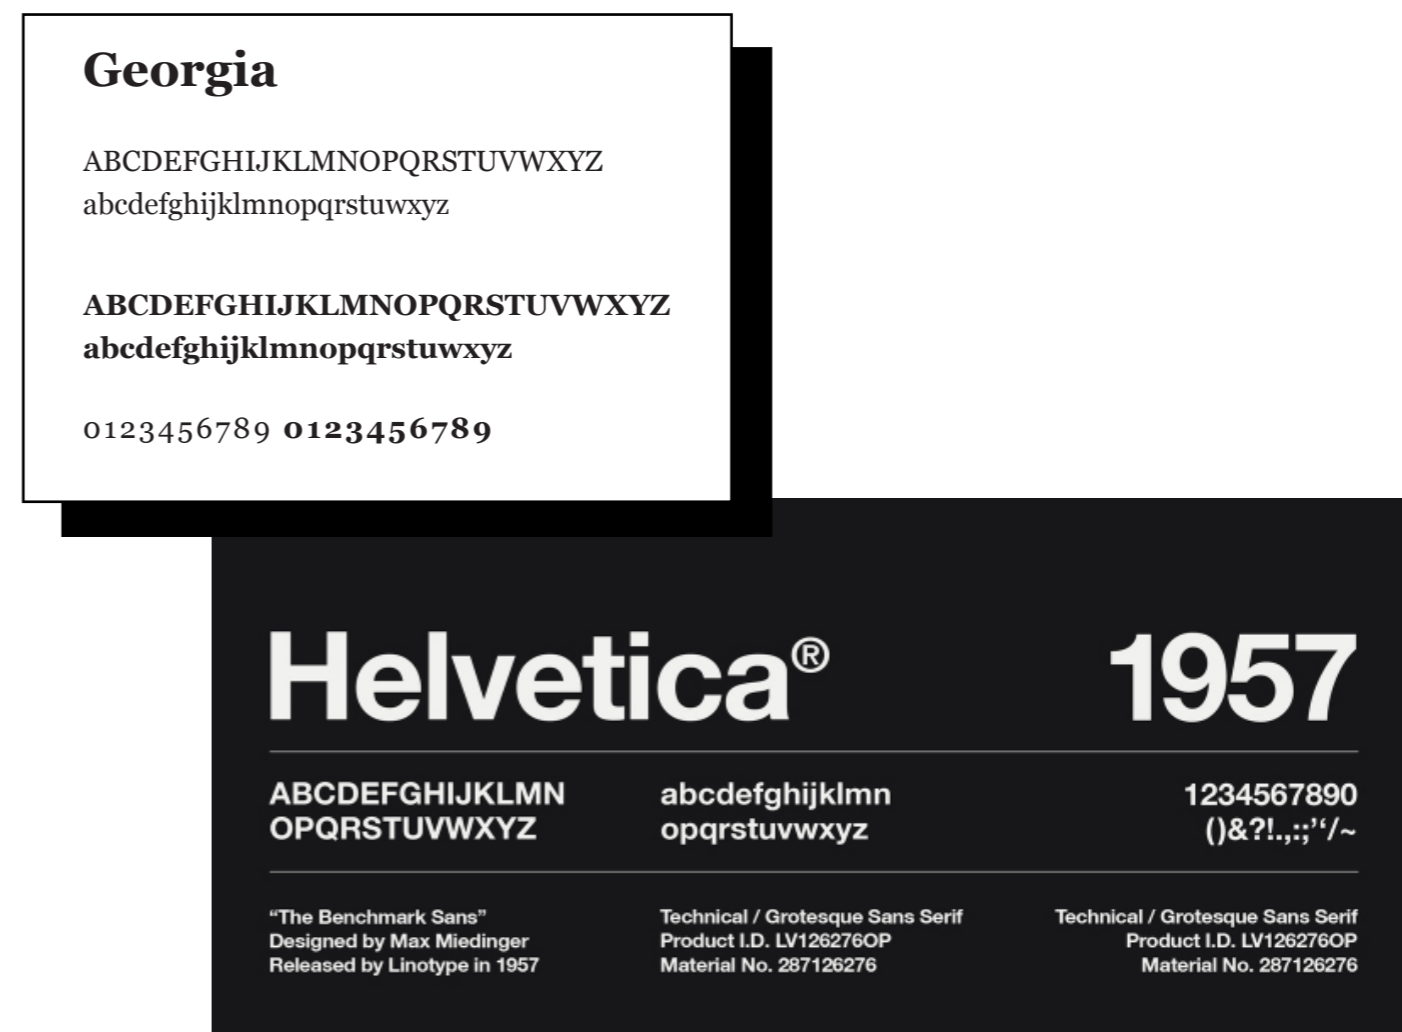 Georgia
ABCDEFGHIJKLMNOPQRSTUVWXYZ
abcdefghijklmnopqrstuwxyz
ABCDEFGHIJKLMNOPQRSTUVWXYZ
abcdefghijklmnopqrstuwxyz
0123456789 0123456789
Helvetica® 1957
ABCDEFGHIJKLMN
OPQRSTUVWXYZ
abcdefghijklmn
opqrstuvwxyz
1234567890
()&?!.,:;’‘/~
“The Benchmark Sans”
Designed by Max Miedinger
Released by Linotype in 1957
Technical / Grotesque Sans Serif
Product I.D. LV126276OP
Material No. 287126276
Technical / Grotesque Sans Serif
Product I.D. LV126276OP
Material No. 287126276